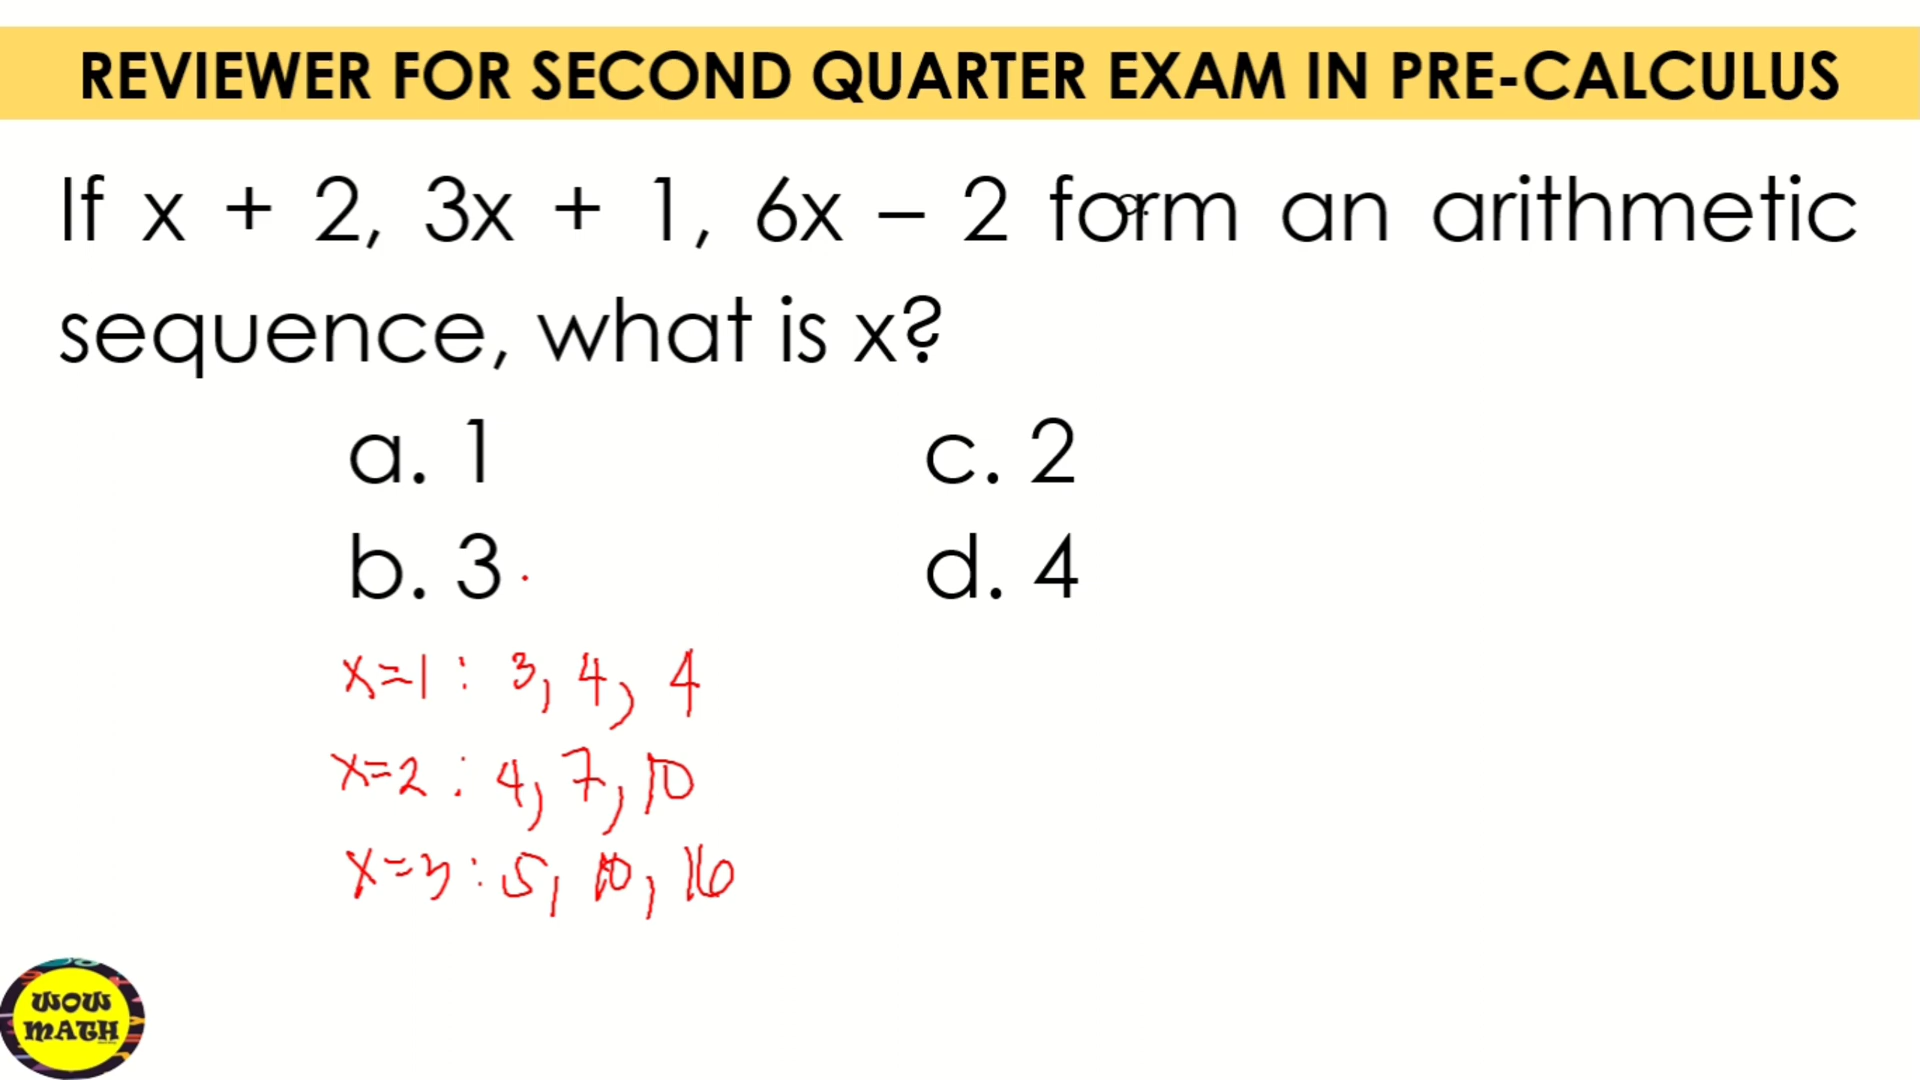 REVIEWER FOR SECOND QUARTER EXAM IN PRE-CALCULUS
If x + 2, 3x + 1, 6x – 2 form an arithmetic
sequence, what is x?
a. 1
c. 2
b. 3
d. 4
x=1 : 3, 4, 4
x=2 : 4, 7, 10
x=3 : 5, 10, 16
WOW
MATH